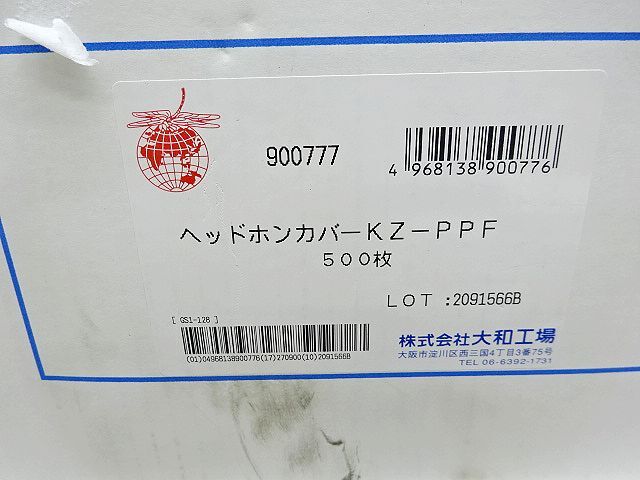 900777
4 968138 900776
ヘッドホンカバーKZ-PPF
500枚
LOT :2091566B
[ GS1-128 ]
(01)04968138900776(17)270900(10)2091566B
株式会社大和工場
大阪市淀川区西三国4丁目3番75号
TEL 06-6392-1731